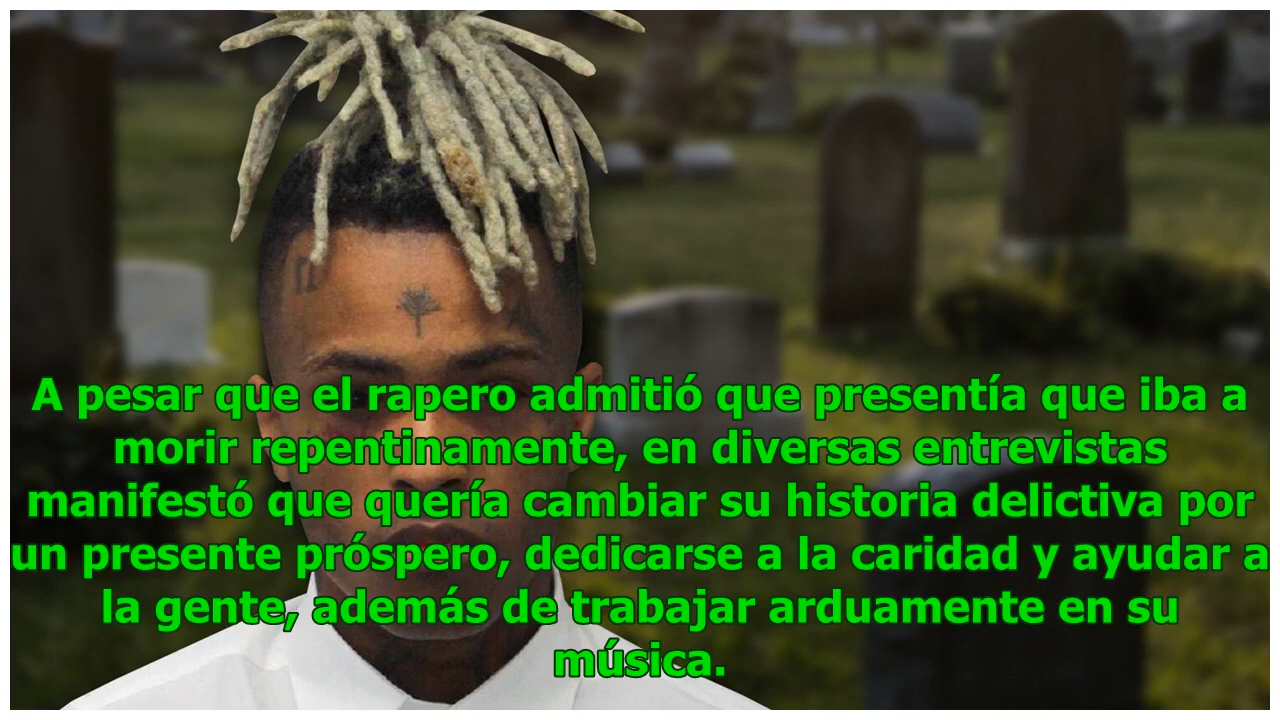 A pesar que el rapero admitió que presentía que iba a
morir repentinamente, en diversas entrevistas
manifestó que quería cambiar su historia delictiva por
un presente próspero, dedicarse a la caridad y ayudar a
la gente, además de trabajar arduamente en su
música.